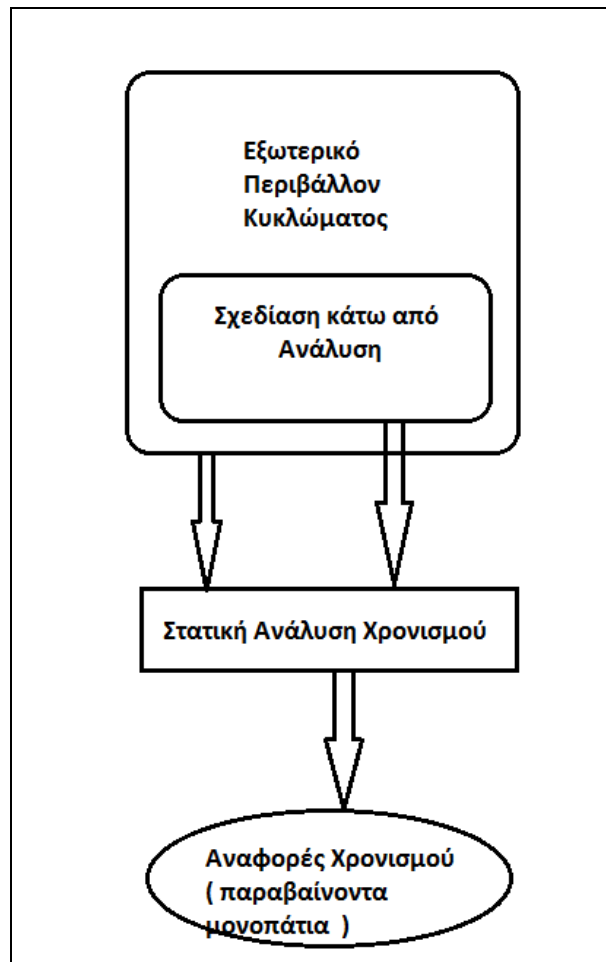 Εξωτερικό
Περιβάλλον
Κυκλώματος
Σχεδίαση κάτω από
Ανάλυση
Στατική Ανάλυση Χρονισμού
Αναφορές Χρονισμού
( παραβαίνοντα
μονοπάτια )